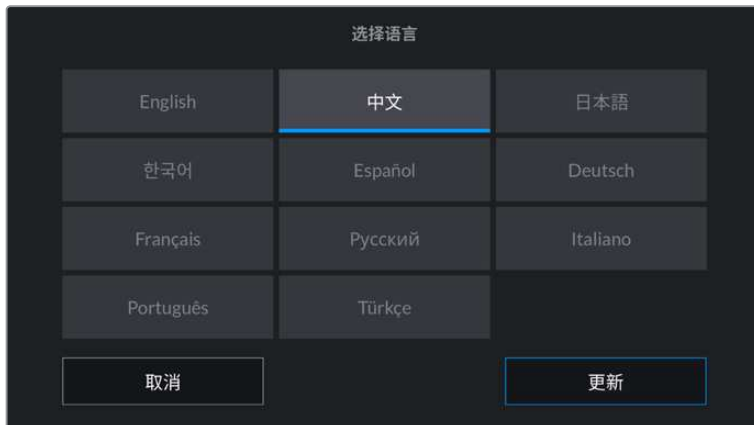 选择语言
English 中文 日本語
한국어 Español Deutsch
Français Русский Italiano
Português Türkçe
取消 更新